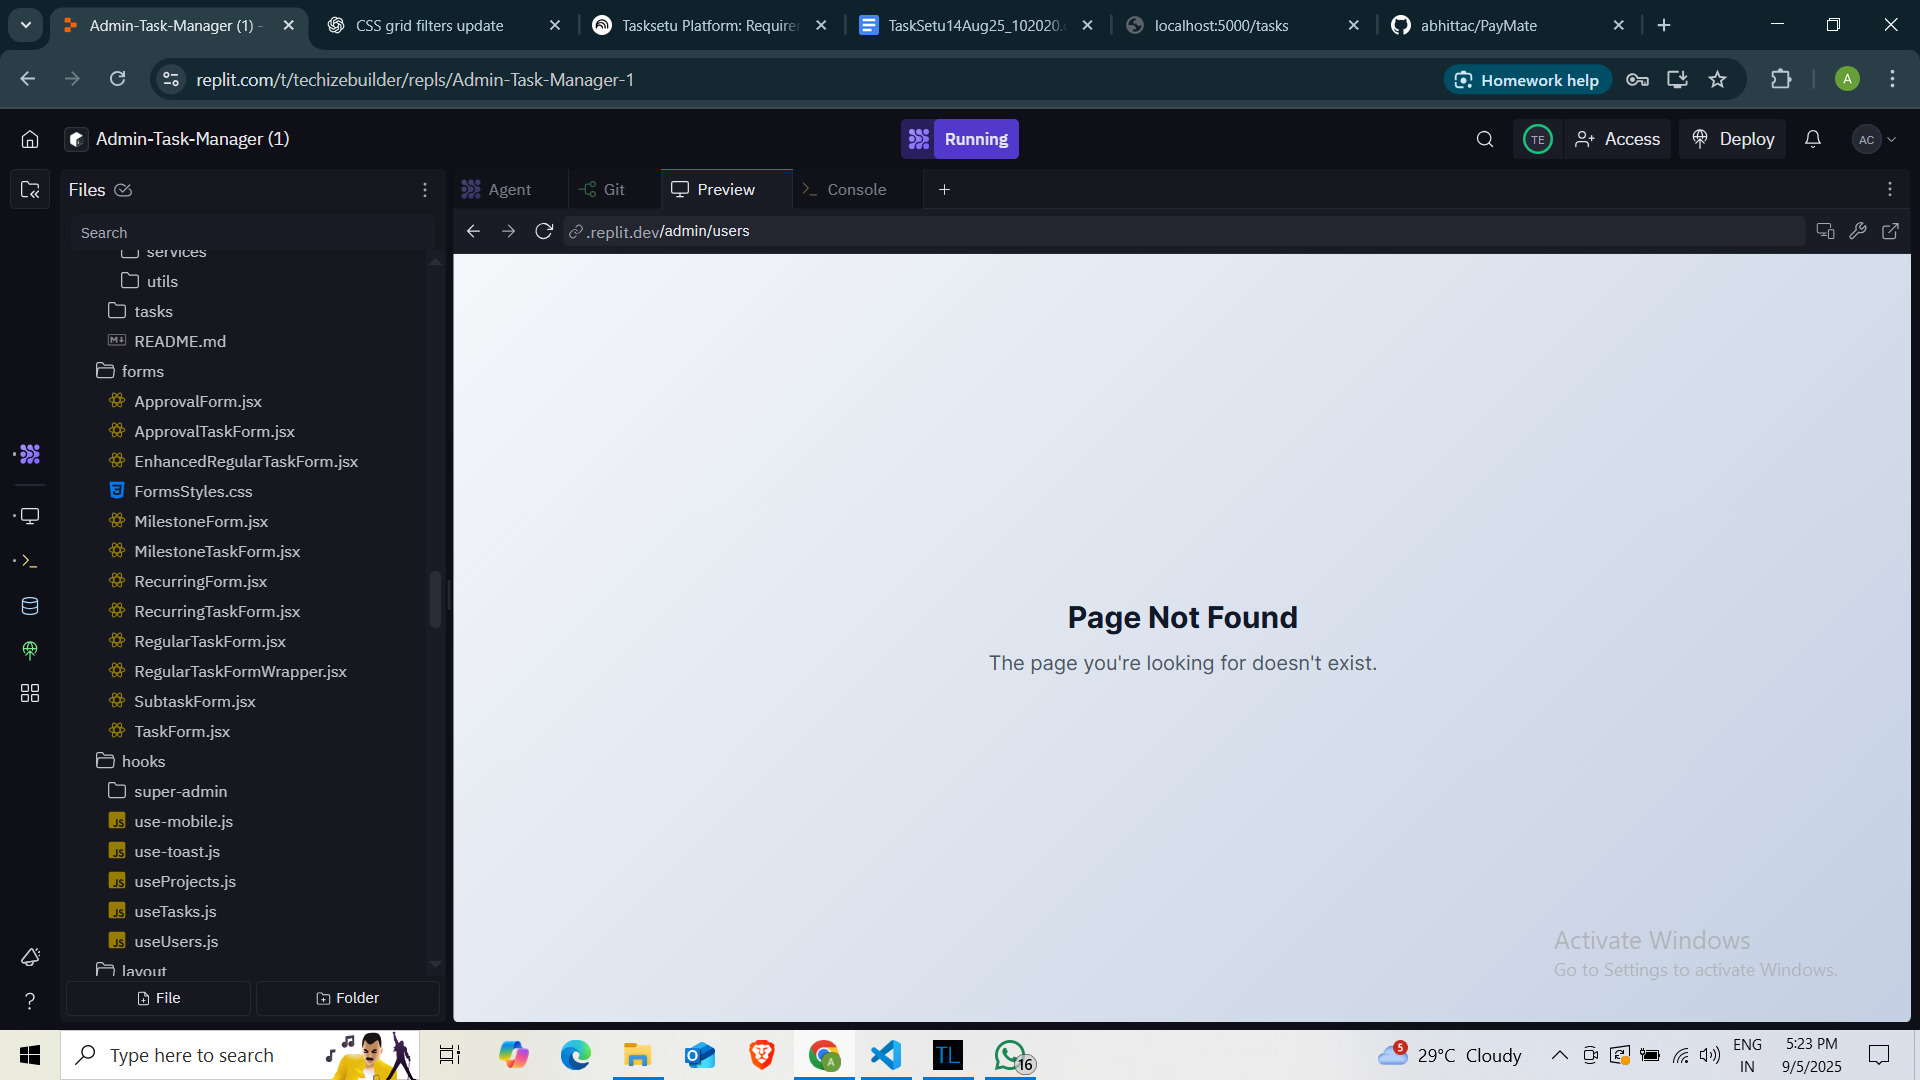 Admin-Task-Manager (1) -
CSS grid filters update
Tasksetu Platform: Require
TaskSetu14Aug25_102020.
localhost:5000/tasks
abhittac/PayMate
replit.com/t/techizebuilder/repls/Admin-Task-Manager-1
Homework help
A
Admin-Task-Manager (1)
Running
TE
Access
Deploy
AC
Files
Agent
Git
Preview
Console
Search
.replit.dev/admin/users
services
utils
tasks
README.md
forms
ApprovalForm.jsx
ApprovalTaskForm.jsx
EnhancedRegularTaskForm.jsx
FormsStyles.css
MilestoneForm.jsx
MilestoneTaskForm.jsx
RecurringForm.jsx
RecurringTaskForm.jsx
RegularTaskForm.jsx
RegularTaskFormWrapper.jsx
SubtaskForm.jsx
TaskForm.jsx
hooks
super-admin
use-mobile.js
use-toast.js
useProjects.js
useTasks.js
useUsers.js
layout
File
Folder
Page Not Found
The page you're looking for doesn't exist.
Activate Windows
Go to Settings to activate Windows.
Type here to search
TL
16
5
29°C Cloudy
ENG
IN
5:23 PM
9/5/2025